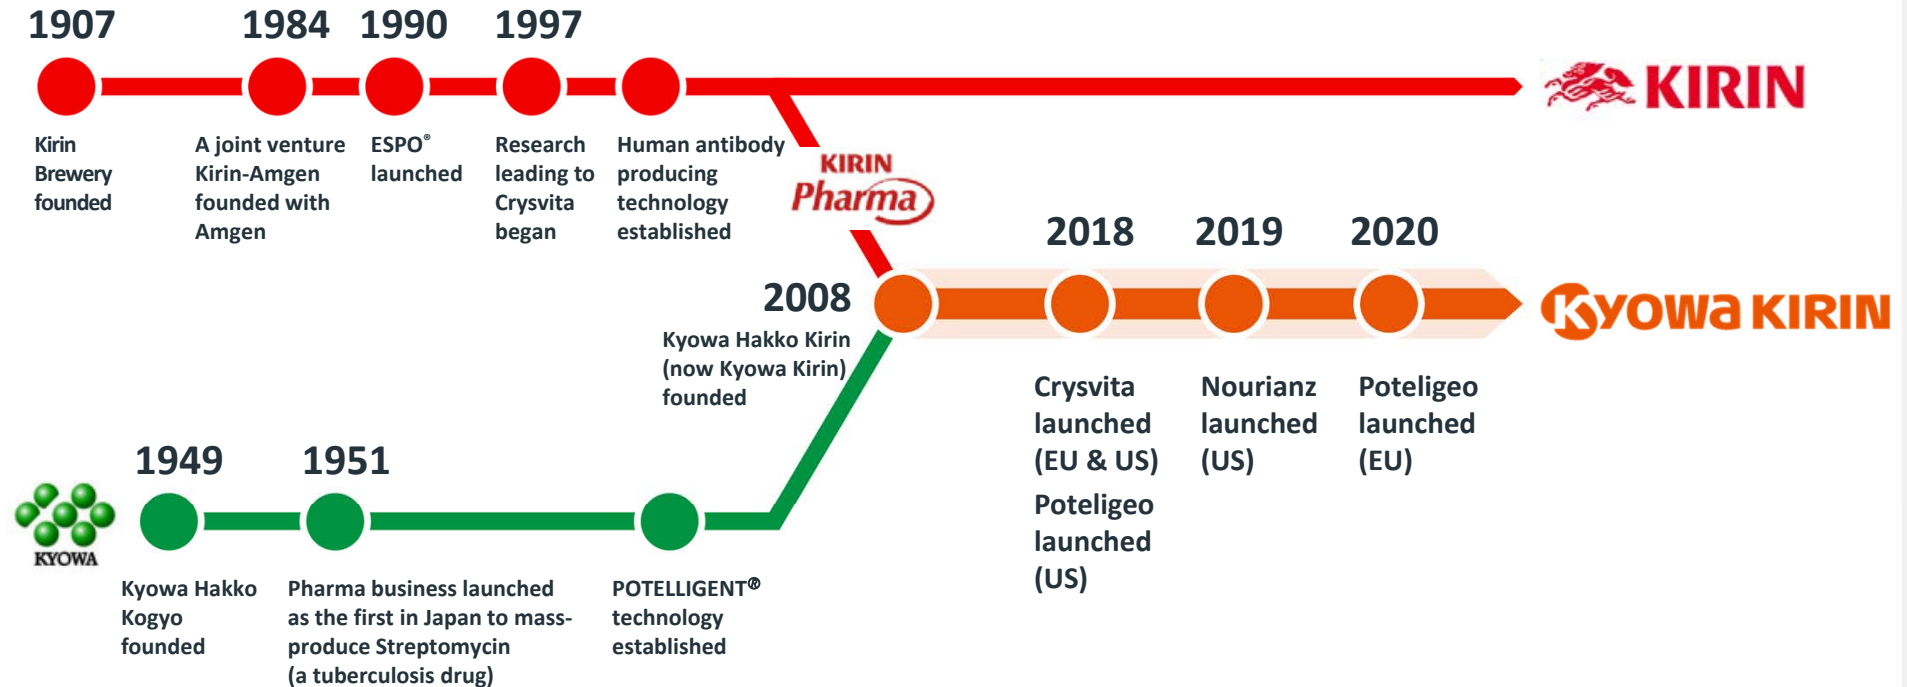 1907
1984
1990
1997
Kirin
Brewery
founded
A joint venture
Kirin-Amgen
founded with
Amgen
ESPO®
launched
Research
leading to
Crysvita
began
Human antibody
producing
technology
established
KIRIN
KIRIN
Pharma
2008
Kyowa Hakko Kirin
(now Kyowa Kirin)
founded
2018
2019
2020
Kyowa KIRIN
Crysvita
launched
(EU & US)
Poteligeo
launched
(US)
Nourianz
launched
(US)
Poteligeo
launched
(EU)
1949
1951
KYOWA
Kyowa Hakko
Kogyo
founded
Pharma business launched
as the first in Japan to mass-
produce Streptomycin
(a tuberculosis drug)
POTELLIGENT®
technology
established